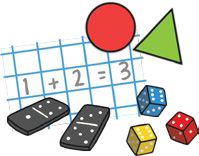 1 + 2 = 3